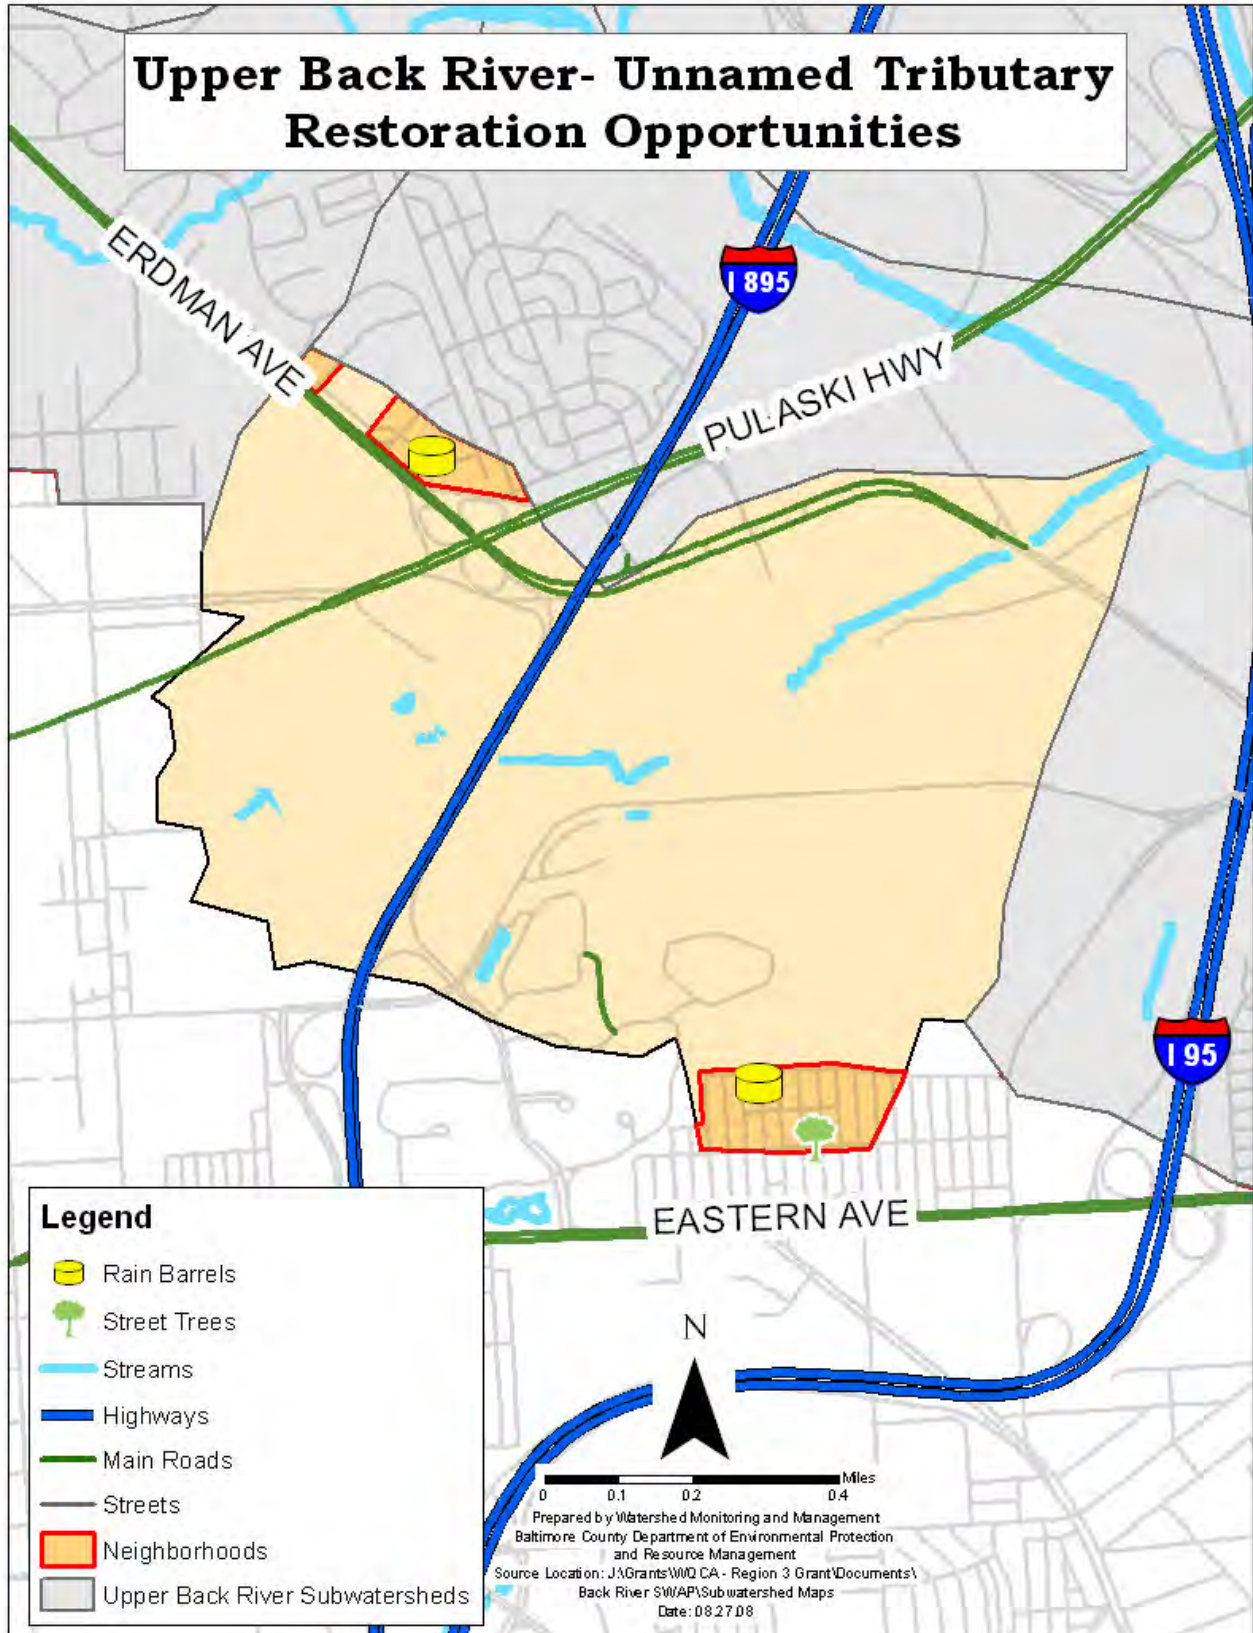 Upper Back River- Unnamed Tributary
Restoration Opportunities
ERDMAN AVE
I 895
PULASKI HWY
I 95
EASTERN AVE
Legend
Rain Barrels
Street Trees
Streams
Highways
Main Roads
Streets
Neighborhoods
Upper Back River Subwatersheds
N
Miles
0 0.1 0.2 0.4
Prepared by Watershed Monitoring and Management
Baltimore County Department of Environmental Protection
and Resource Management
Source Location: J:\Grants\WQ CA - Region 3 Grant\Documents\
Back River SWAP\Subwatershed Maps
Date: 08.27.08